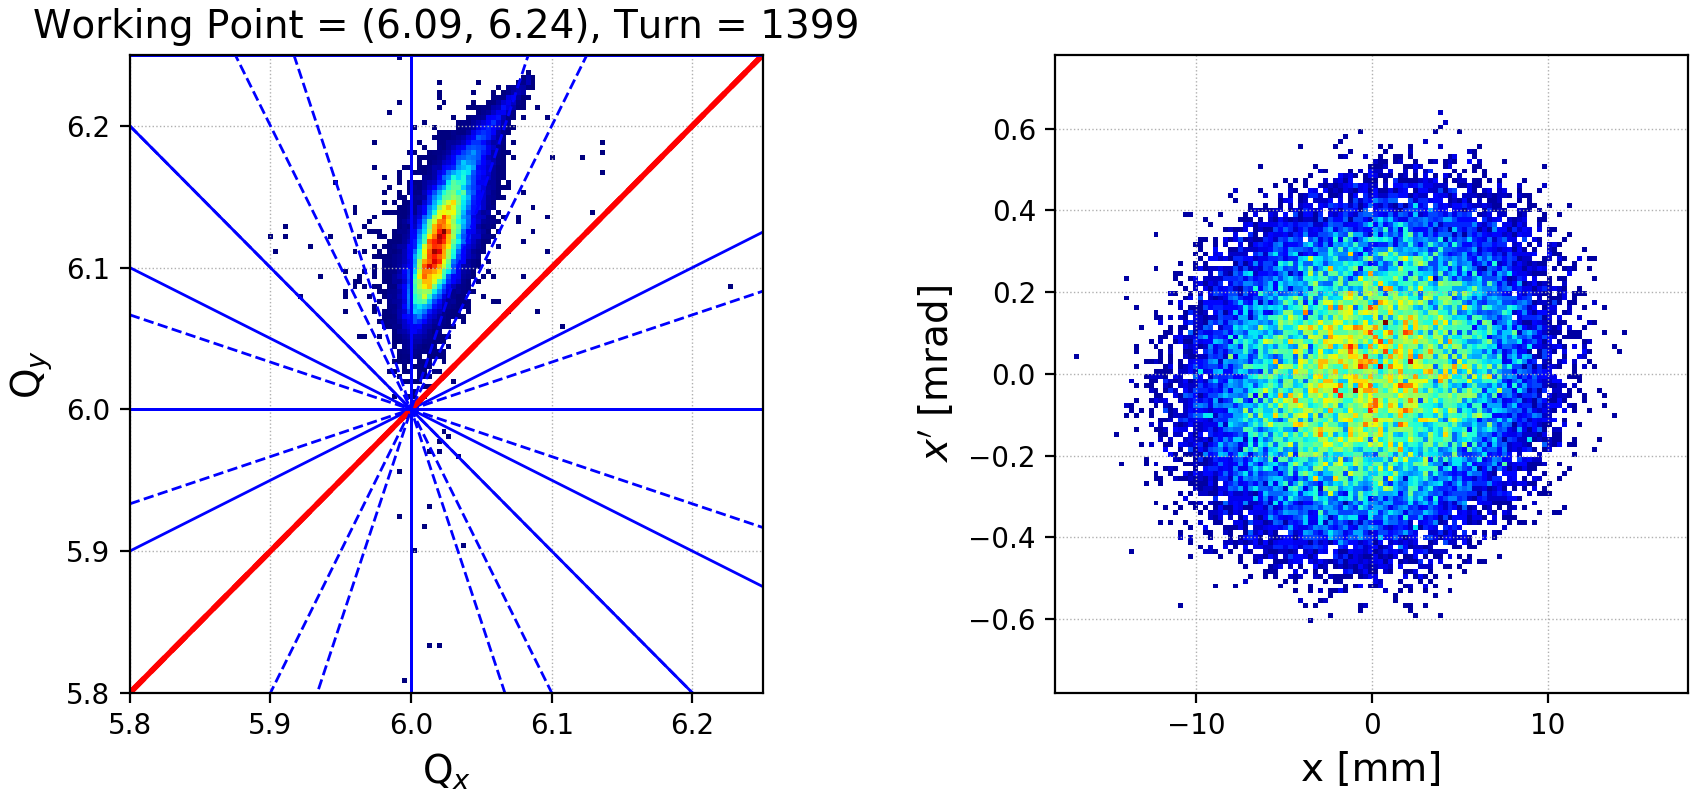 Working Point = (6.09, 6.24), Turn = 1399
6.2
6.1
6.0
5.9
5.8
5.8 5.9 6.0 6.1 6.2
Qy
Qx
0.6
0.4
0.2
0.0
−0.2
−0.4
−0.6
−10 0 10
x′ [mrad]
x [mm]